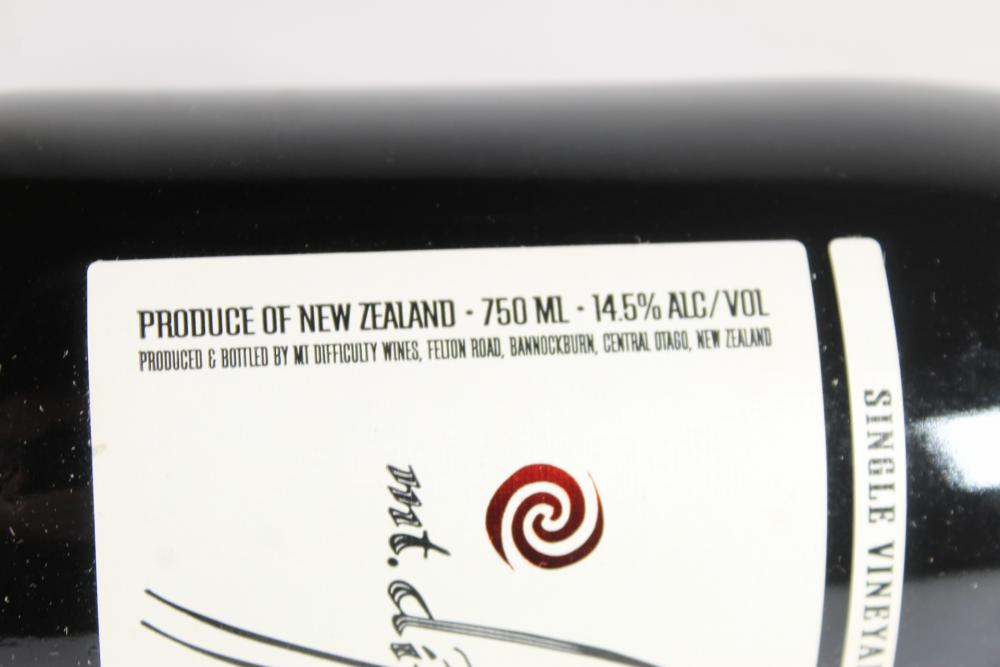 PRODUCE OF NEW ZEALAND - 750 ML - 14.5% ALC/VOL
PRODUCED & BOTTLED BY MT DIFFICULTY WINES, FELTON ROAD, BANNOCKBURN, CENTRAL OTAGO, NEW ZEALAND
mt.
SINGLE